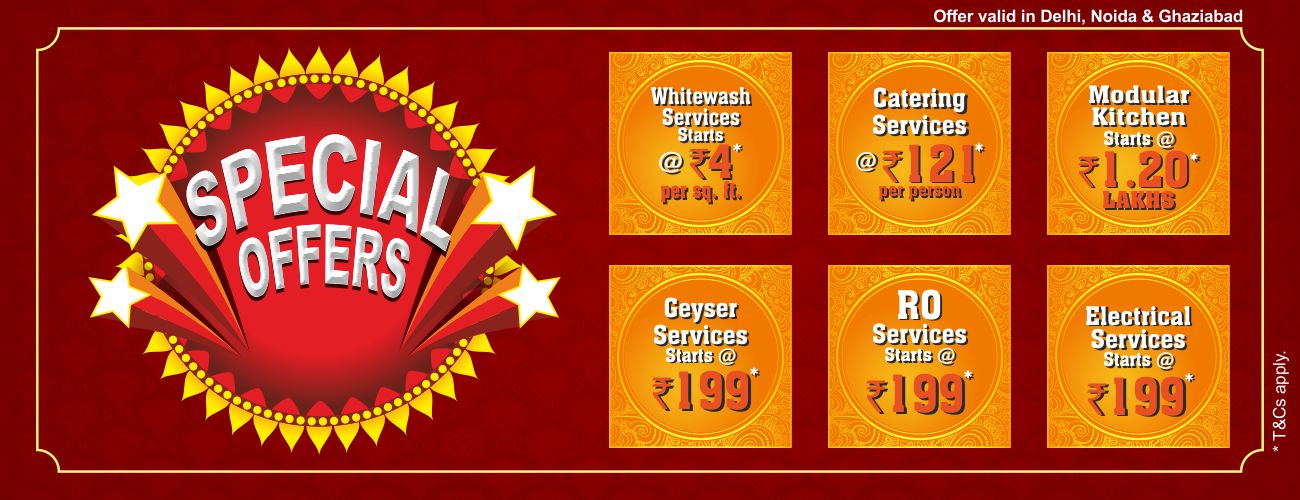 Offer valid in Delhi, Noida & Ghaziabad
SPECIAL
OFFERS
Whitewash
Services
Starts
@ ₹4*
per sq. ft.
Catering
Services
@ ₹121*
per person
Modular
Kitchen
Starts @
₹1.20*
LAKHS
Geyser
Services
Starts @
₹199*
RO
Services
Starts @
₹199*
Electrical
Services
Starts @
₹199*
* T&Cs apply.